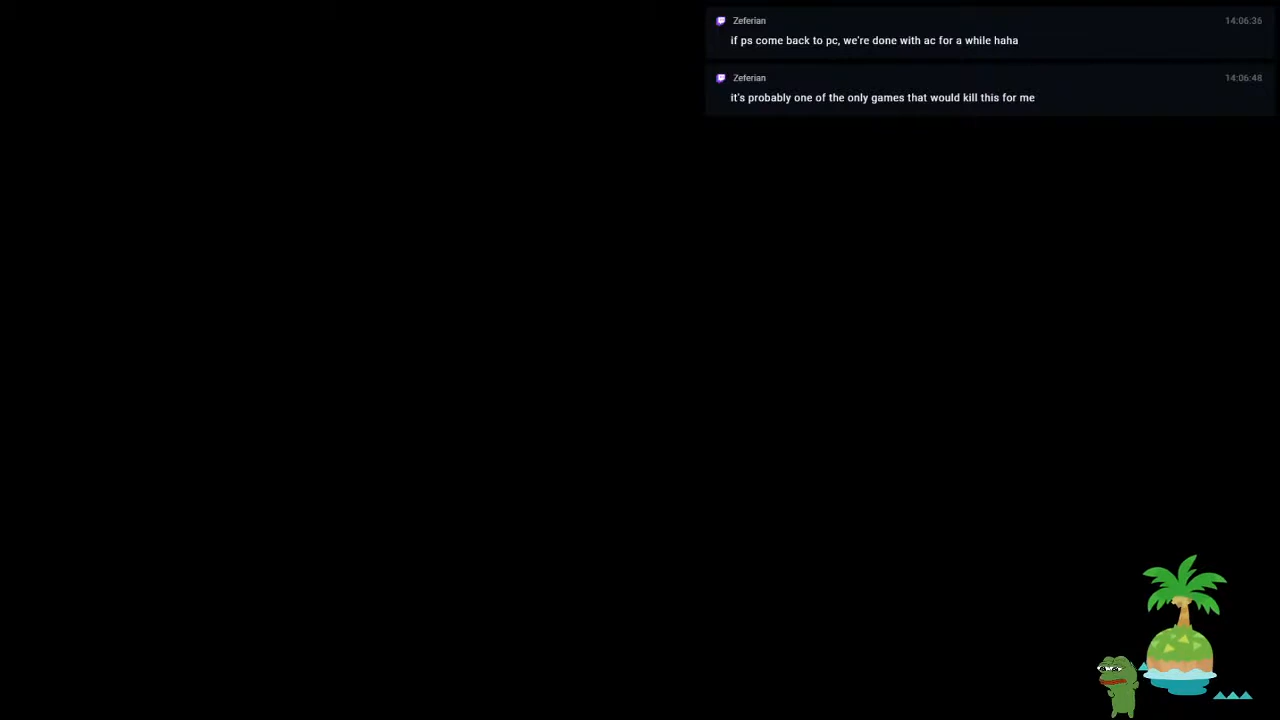 Zeferian 14:06:36
if ps come back to pc, we're done with ac for a while haha
Zeferian 14:06:48
it's probably one of the only games that would kill this for me